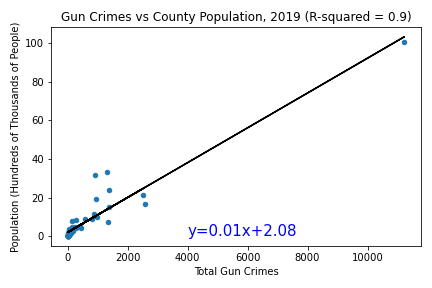 Gun Crimes vs County Population, 2019 (R-squared = 0.9)
Population (Hundreds of Thousands of People)
100
80
60
40
20
0
y=0.01x+2.08
0 2000 4000 6000 8000 10000
Total Gun Crimes